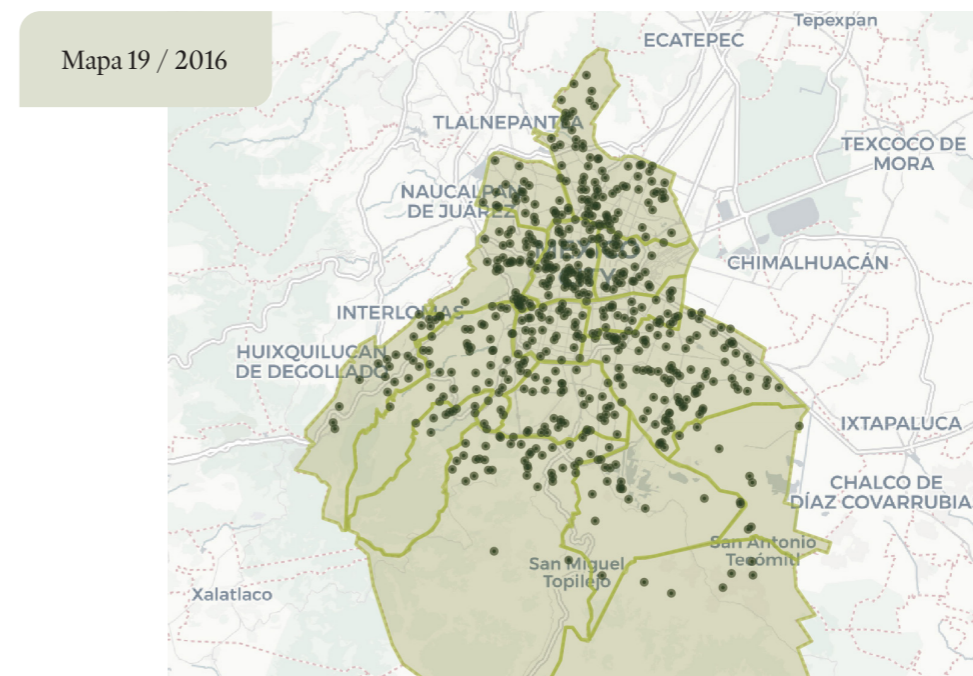 Mapa 19 / 2016
Tepexpan
ECATEPEC
TLALNEPANTLA
TEXCOCO DE
MORA
NAUCALPAN
DE JUÁREZ
CHIMALHUACÁN
INTERLOMAS
HUIXQUILUCAN
DE DEGOLLADO
IXTAPALUCA
CHALCO DE
DÍAZ COVARRUBIA
San Antonio
Tecómitl
San Miguel
Topilejo
Xalatlaco